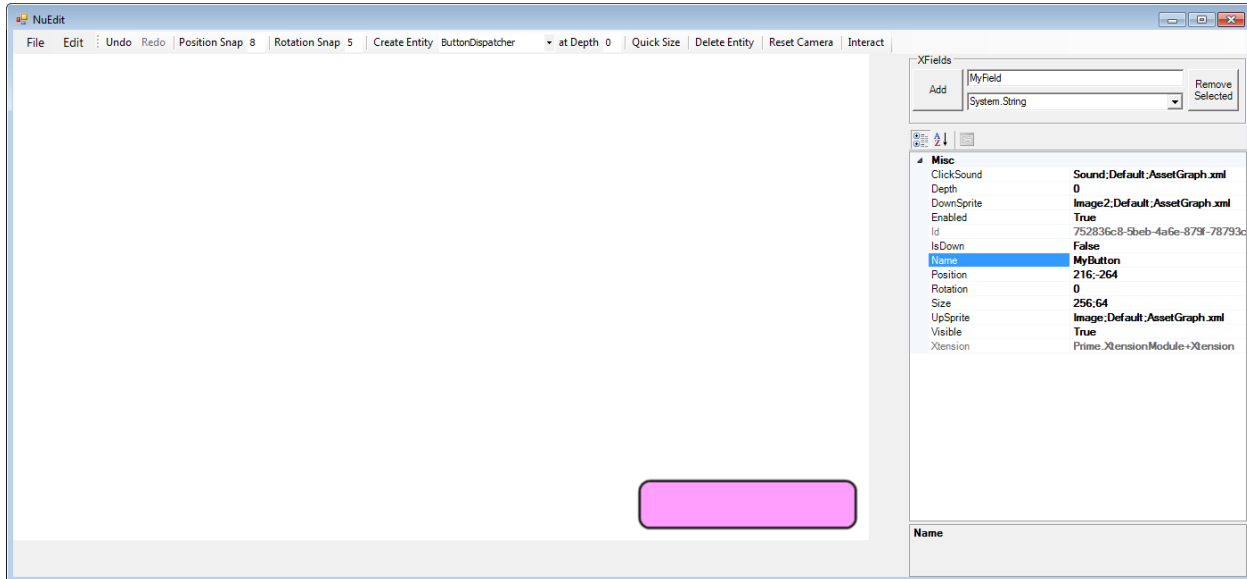 NuEdit
File Edit Undo Redo Position Snap 8 Rotation Snap 5 Create Entity ButtonDispatcher at Depth 0 Quick Size Delete Entity Reset Camera Interact
XFields
Add MyField Remove Selected
System.String
Misc
ClickSound Sound;Default;AssetGraph.xml
Depth 0
DownSprite Image2;Default;AssetGraph.xml
Enabled True
Id 752836c8-5beb-4a6e-879f-78793c
IsDown False
Name MyButton
Position 216;-264
Rotation 0
Size 256;64
UpSprite Image;Default;AssetGraph.xml
Visible True
Xtension Prime.XtensionModule+Xtension
Name